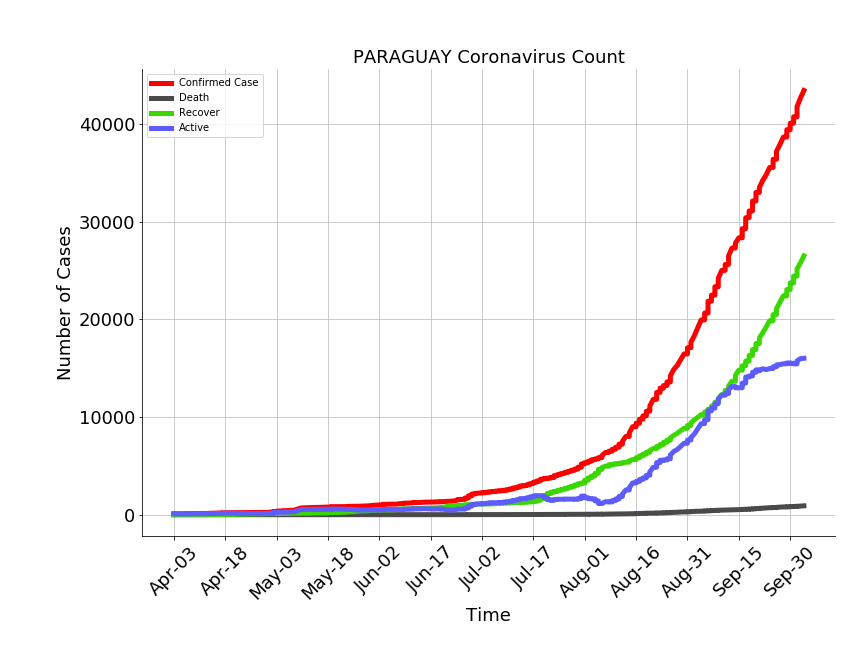 PARAGUAY Coronavirus Count
Confirmed Case
Death
Recover
Active
40000
30000
20000
10000
0
Number of Cases
Apr-03
Apr-18
May-03
May-18
Jun-02
Jun-17
Jul-02
Jul-17
Aug-01
Aug-16
Aug-31
Sep-15
Sep-30
Time